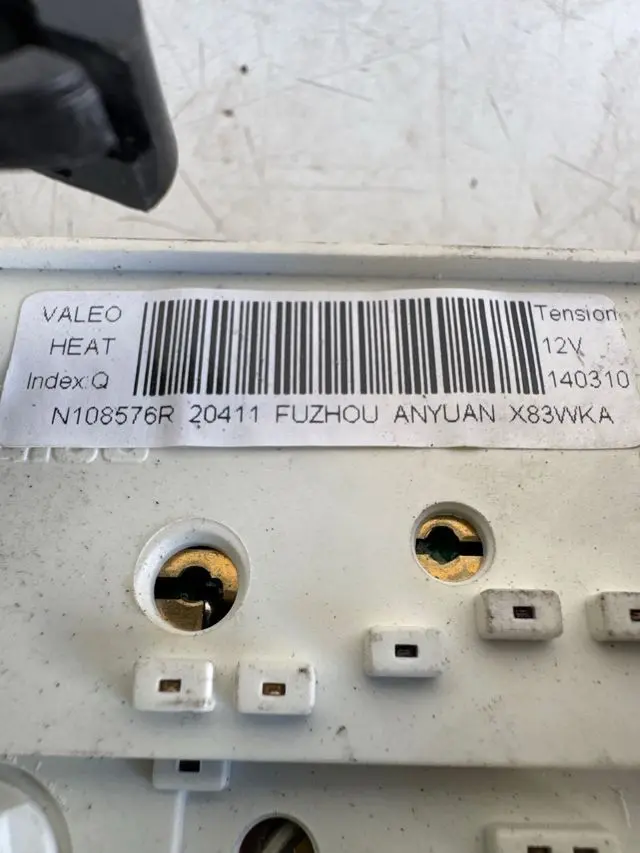 VALEO
HEAT
Index:Q
Tension
12V
140310
N108576R 20411 FUZHOU ANYUAN X83WKA